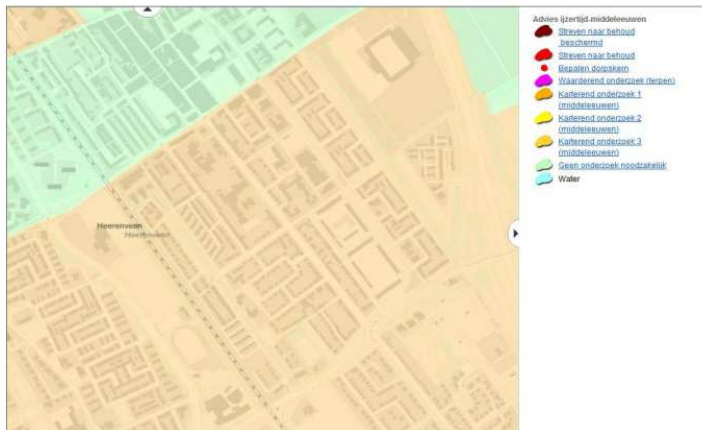 Advies ijzertijd-middeleeuwen
Streven naar behoud
beschermd
Streven naar behoud
Bepalen dorpskern
Waarderend onderzoek (terpen)
Karterend onderzoek 1
(middeleeuwen)
Karterend onderzoek 2
(middeleeuwen)
Karterend onderzoek 3
(middeleeuwen)
Geen onderzoek noodzakelijk
Water
Heerenveen